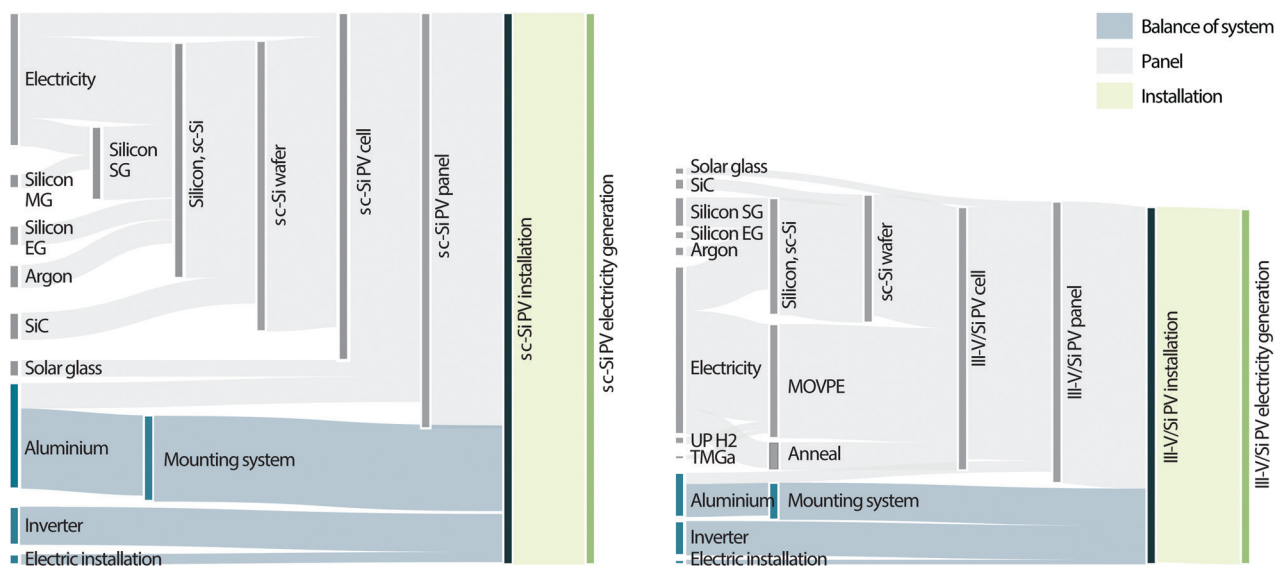 Electricity
Silicon
SG
Silicon
MG
Silicon
EG
Argon
SiC
Solar glass
Aluminium
Mounting system
Inverter
Electric installation
Silicon, sc-Si
sc-Si wafer
sc-Si PV cell
sc-Si PV panel
sc-Si PV installation
sc-Si PV electricity generation
Solar glass
SiC
Silicon SG
Silicon EG
Argon
Electricity
MOVPE
UP H2
TMGa
Anneal
Aluminium
Mounting system
Inverter
Electric installation
Silicon, sc-Si
sc-Si wafer
III-V/Si PV cell
III-V/Si PV panel
III-V/Si PV installation
III-V/Si PV electricity generation
Balance of system
Panel
Installation